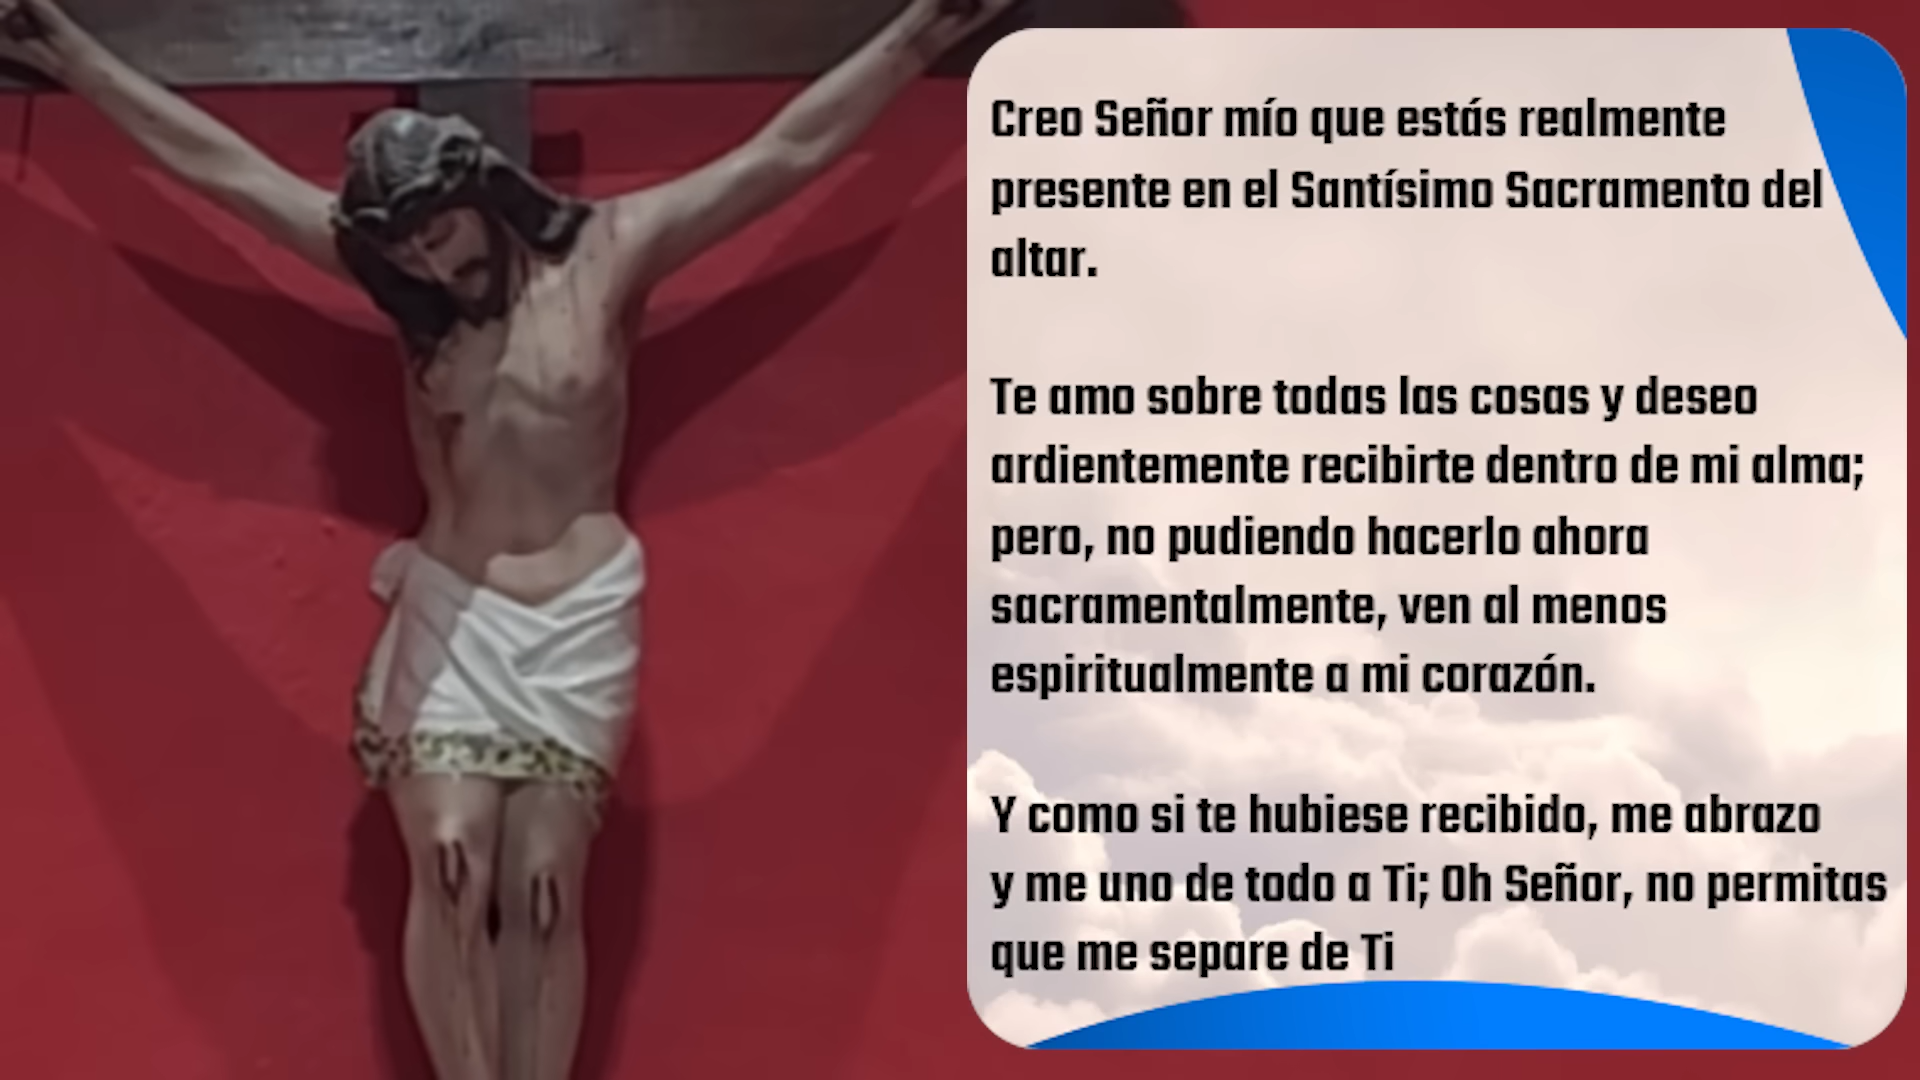 Creo Señor mío que estás realmente
presente en el Santísimo Sacramento del
altar.
Te amo sobre todas las cosas y deseo
ardientemente recibirte dentro de mi alma;
pero, no pudiendo hacerlo ahora
sacramentalmente, ven al menos
espiritualmente a mi corazón.
Y como si te hubiese recibido, me abrazo
y me uno de todo a Ti; Oh Señor, no permitas
que me separe de Ti